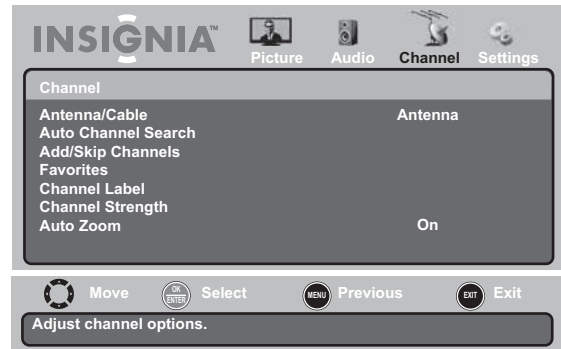 INSIGNIA™
Picture Audio Channel Settings
Channel
Antenna/Cable Antenna
Auto Channel Search
Add/Skip Channels
Favorites
Channel Label
Channel Strength
Auto Zoom On
Move OK ENTER Select MENU Previous EXIT Exit
Adjust channel options.